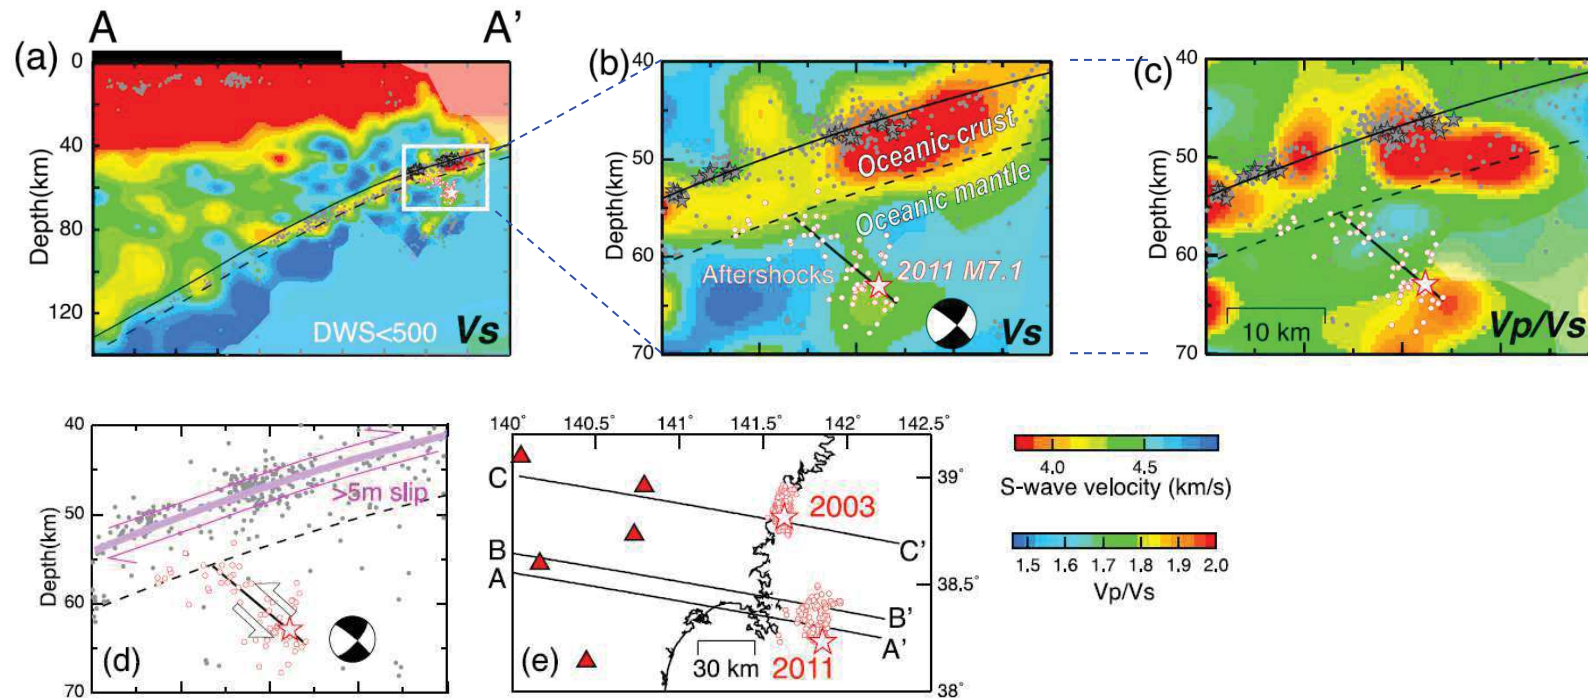 A
A’
(a)
0
40
80
120
Depth(km)
DWS<500
Vs
(b)
40
50
60
70
Depth(km)
Oceanic crust
Oceanic mantle
Aftershocks
2011 M7.1
Vs
(c)
40
50
60
70
Depth(km)
10 km
Vp/Vs
40
50
60
70
Depth(km)
>5m slip
(d)
140˚
140.5˚
141˚
141.5˚
142˚
142.5˚
39˚
38.5˚
38˚
C
B
A
C’
B’
A’
2003
2011
30 km
(e)
4.0
4.5
S-wave velocity (km/s)
1.5
1.6
1.7
1.8
1.9
2.0
Vp/Vs